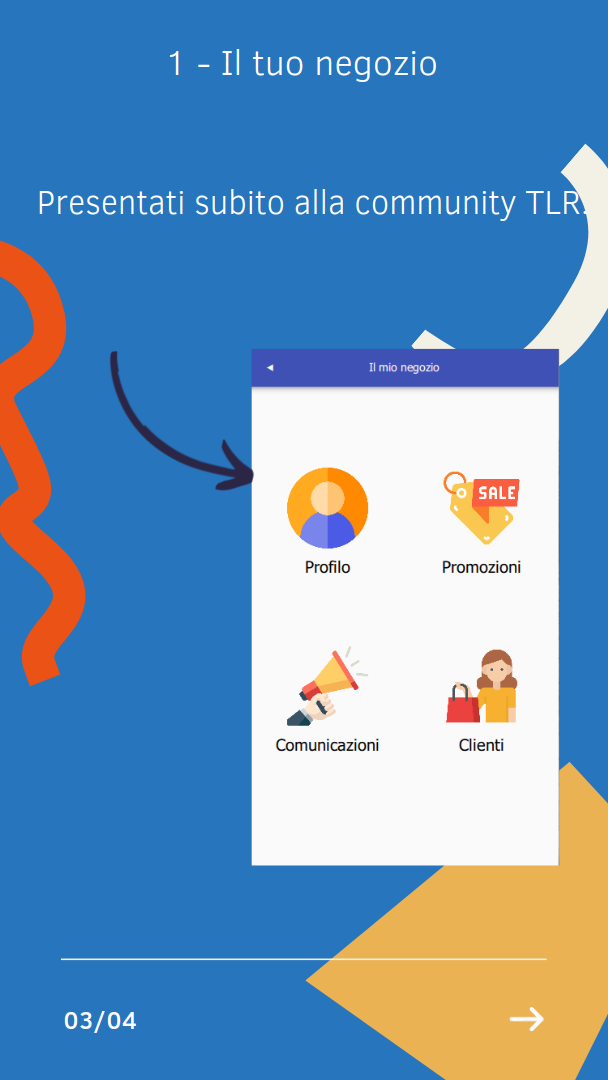 1 - Il tuo negozio
Presentati subito alla community TLR.
Il mio negozio
SALE
Profilo
Promozioni
Comunicazioni
Clienti
03/04